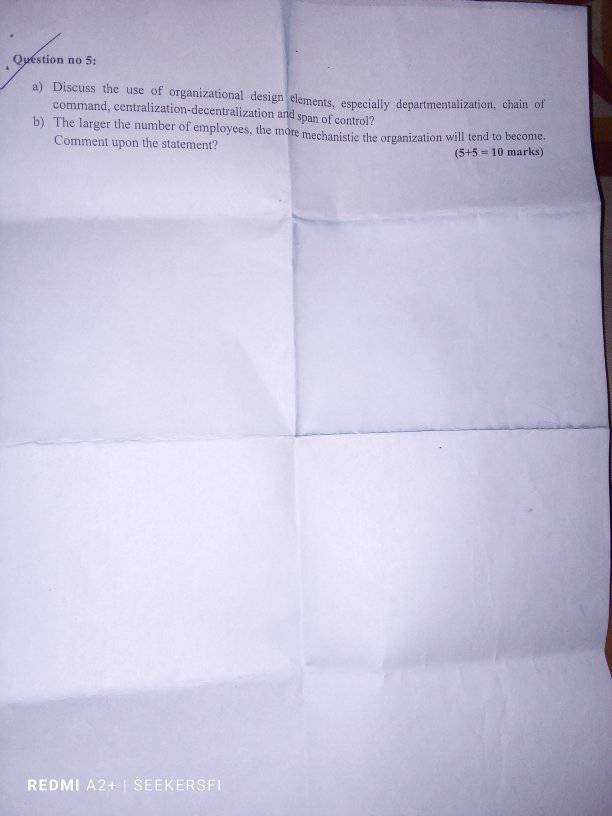 Question no 5:
a) Discuss the use of organizational design elements, especially departmentalization, chain of
command, centralization-decentralization and span of control?
b) The larger the number of employees, the more mechanistic the organization will tend to become.
Comment upon the statement?
(5+5 = 10 marks)
REDMI A2+ | SEEKERSFI